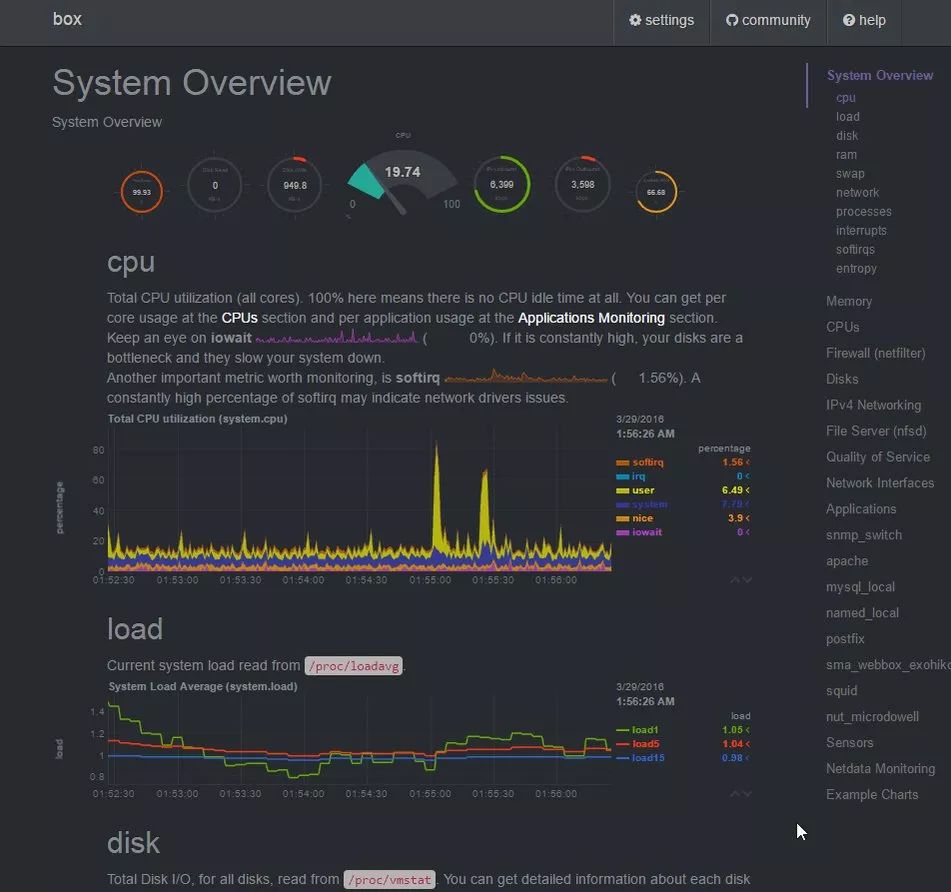 box
settings
community
help
System Overview
System Overview
CPU
99.93
Disk Read
0
949.8
19.74
0
100
6,399
3,598
66.68
cpu
Total CPU utilization (all cores). 100% here means there is no CPU idle time at all. You can get per
core usage at the CPUs section and per application usage at the Applications Monitoring section.
Keep an eye on iowait ( 0%). If it is constantly high, your disks are a
bottleneck and they slow your system down.
Another important metric worth monitoring, is softirq ( 1.56%). A
constantly high percentage of softirq may indicate network drivers issues.
Total CPU utilization (system.cpu)
3/29/2016
1:56:26 AM
percentage
softirq 1.56
irq 0
user 6.49
system 7.79
nice 3.9
iowait 0
percentage
80
60
40
20
0
01:52:30 01:53:00 01:53:30 01:54:00 01:54:30 01:55:00 01:55:30 01:56:00
load
Current system load read from /proc/loadavg.
System Load Average (system.load)
3/29/2016
1:56:26 AM
load
load1 1.05
load5 1.04
load15 0.98
load
1.4
1.2
1
0.8
01:52:30 01:53:00 01:53:30 01:54:00 01:54:30 01:55:00 01:55:30 01:56:00
disk
Total Disk I/O, for all disks, read from /proc/vmstat. You can get detailed information about each disk
System Overview
cpu
load
disk
ram
swap
network
processes
interrupts
softirqs
entropy
Memory
CPUs
Firewall (netfilter)
Disks
IPv4 Networking
File Server (nfsd)
Quality of Service
Network Interfaces
Applications
snmp_switch
apache
mysql_local
named_local
postfix
sma_webbox_exohik
squid
nut_microdowell
Sensors
Netdata Monitoring
Example Charts